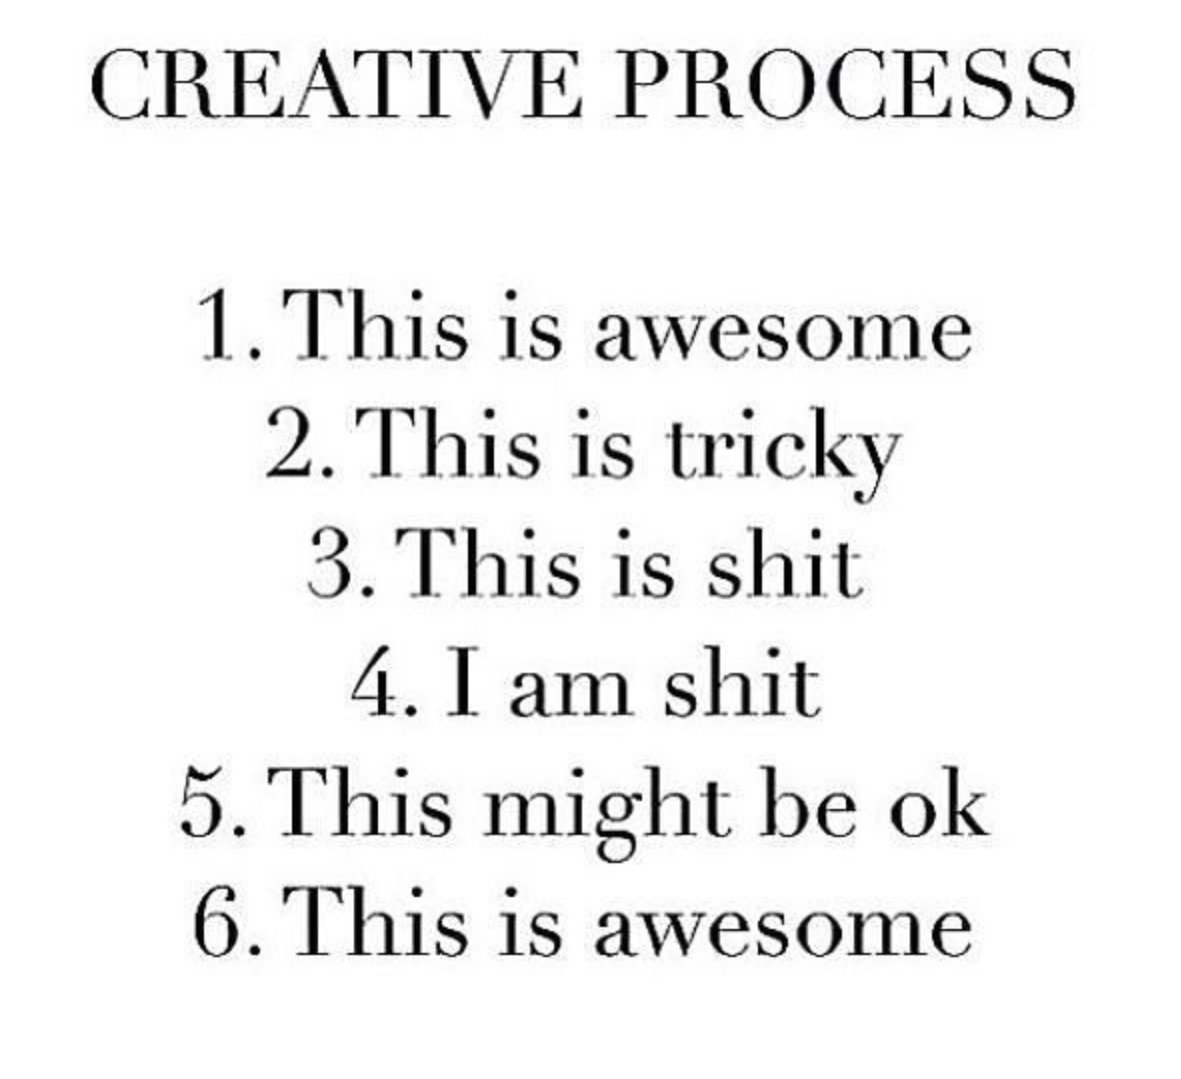 CREATIVE PROCESS
1. This is awesome
2. This is tricky
3. This is shit
4. I am shit
5. This might be ok
6. This is awesome